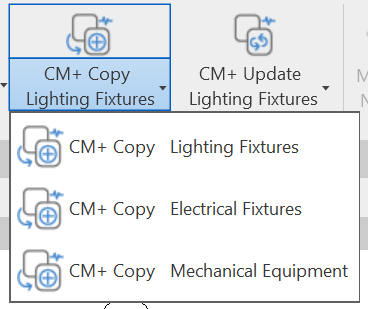 CM+ Copy
Lighting Fixtures
CM+ Update
Lighting Fixtures
M
N
CM+ Copy Lighting Fixtures
CM+ Copy Electrical Fixtures
CM+ Copy Mechanical Equipment